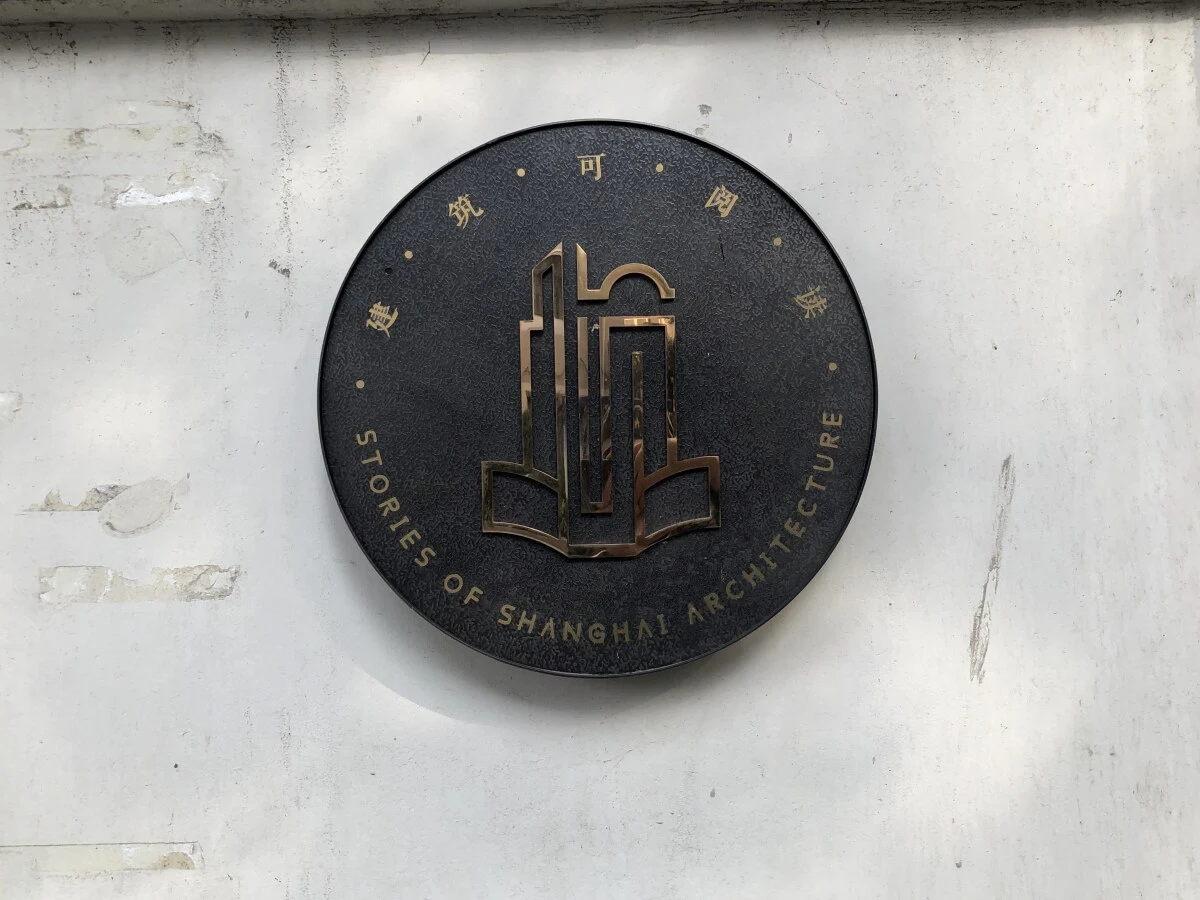 建·筑·可·阅·读
STORIES OF SHANGHAI ARCHITECTURE